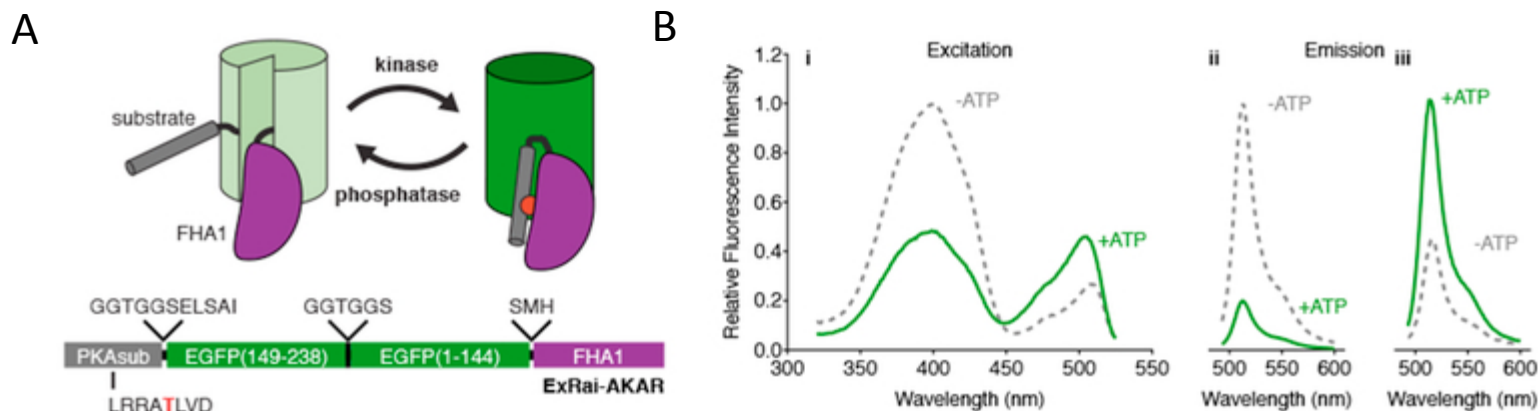 A
kinase
substrate
phosphatase
FHA1
GGTGGSELSAI
GGTGGS
SMH
PKAsub
EGFP(149-238)
EGFP(1-144)
FHA1
ExRai-AKAR
LRRATLVD
B
i
Excitation
-ATP
+ATP
Relative Fluorescence Intensity
1.2
1.0
0.8
0.6
0.4
0.2
0.0
300 350 400 450 500 550
Wavelength (nm)
Emission
ii
-ATP
+ATP
500 550 600
Wavelength (nm)
iii
+ATP
-ATP
500 550 600
Wavelength (nm)